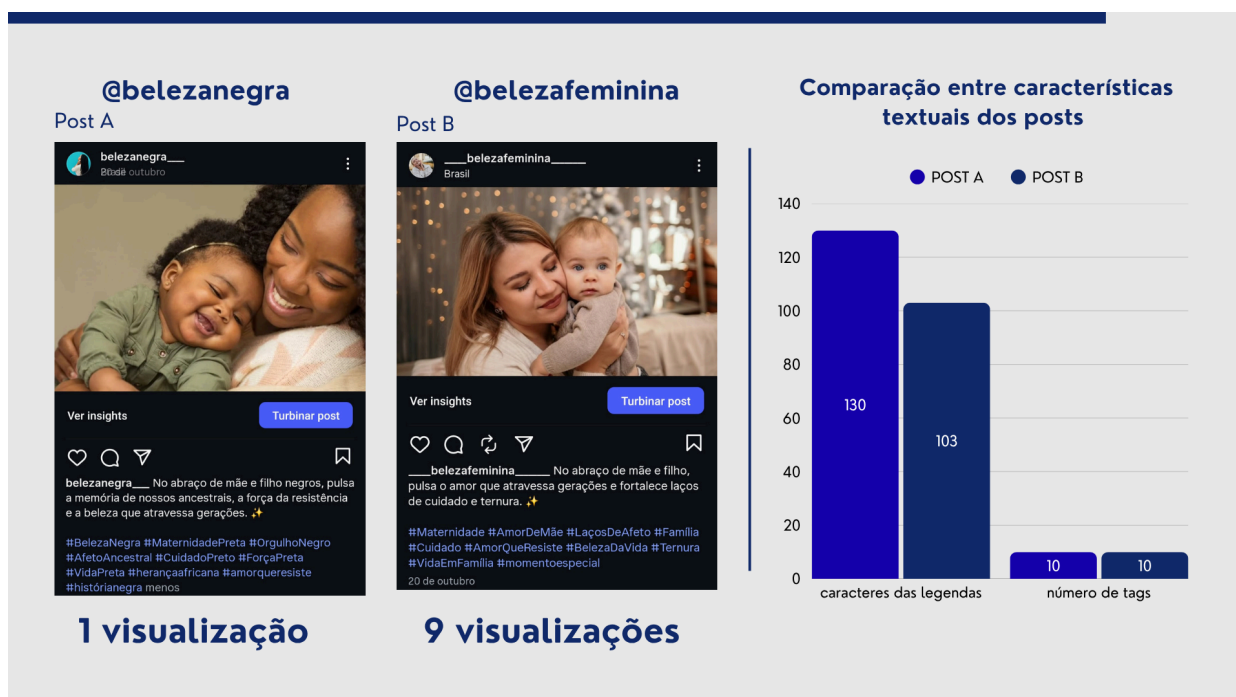 @belezanegra
Post A
belezanegra___
20 de outubro
No abraço de mãe e filho negros, pulsa
a memória de nossos ancestrais, a força da resistência
e a beleza que atravessa gerações. ✨
#BelezaNegra #MaternidadePreta #OrgulhoNegro
#AfetoAncestral #CuidadoPreto #ForçaPreta
#VidaPreta #herançaafricana #amorqueresiste
#histórianegra menos
Ver insights
Turbinar post
1 visualização
@belezafeminina
Post B
____belezafeminina______
Brasil
Ver insights
Turbinar post
____belezafeminina______ No abraço de mãe e filho,
pulsa o amor que atravessa gerações e fortalece laços
de cuidado e ternura. ✨
#Maternidade #AmorDeMãe #LaçosDeAfeto #Família
#Cuidado #AmorQueResiste #BelezaDaVida #Ternura
#VidaEmFamília #momentoespecial
20 de outubro
9 visualizações
Comparação entre características
textuais dos posts
POST A
POST B
140
120
100
80
60
40
20
0
130
103
10
10
caracteres das legendas
número de tags